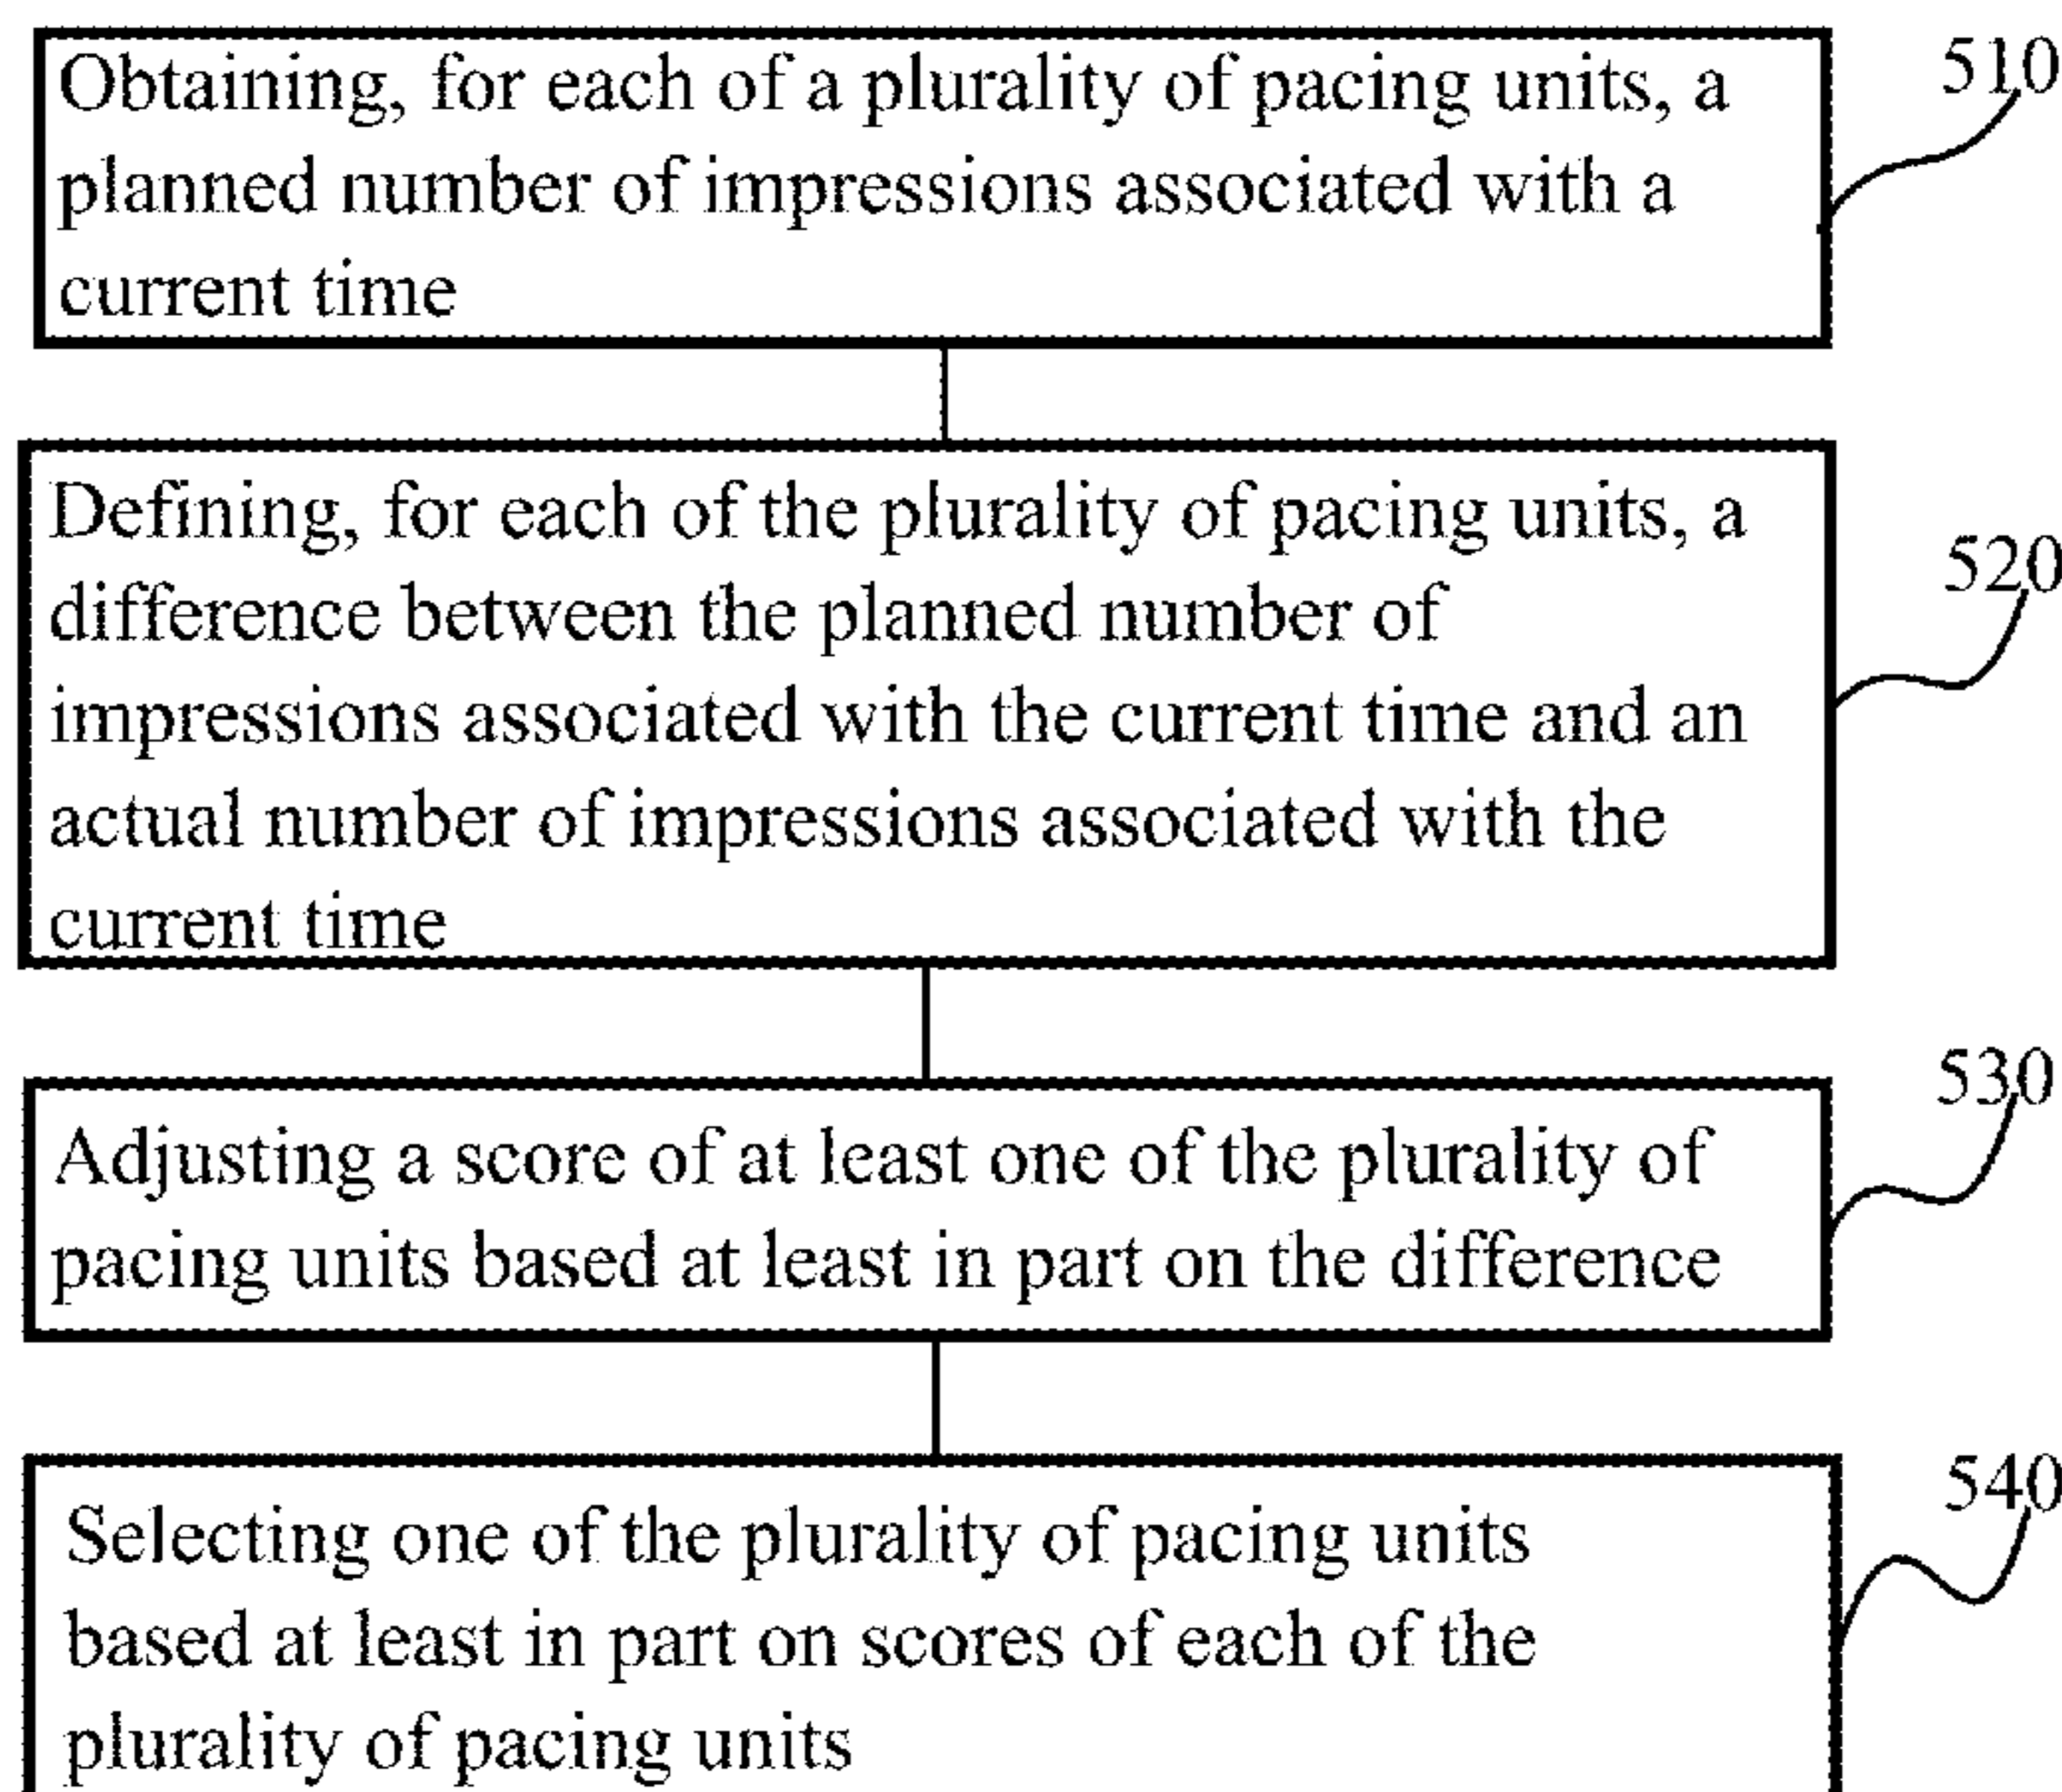 Obtaining, for each of a plurality of pacing units, a
planned number of impressions associated with a
current time
510
Defining, for each of the plurality of pacing units, a
difference between the planned number of
impressions associated with the current time and an
actual number of impressions associated with the
current time
520
Adjusting a score of at least one of the plurality of
pacing units based at least in part on the difference
530
Selecting one of the plurality of pacing units
based at least in part on scores of each of the
plurality of pacing units
540